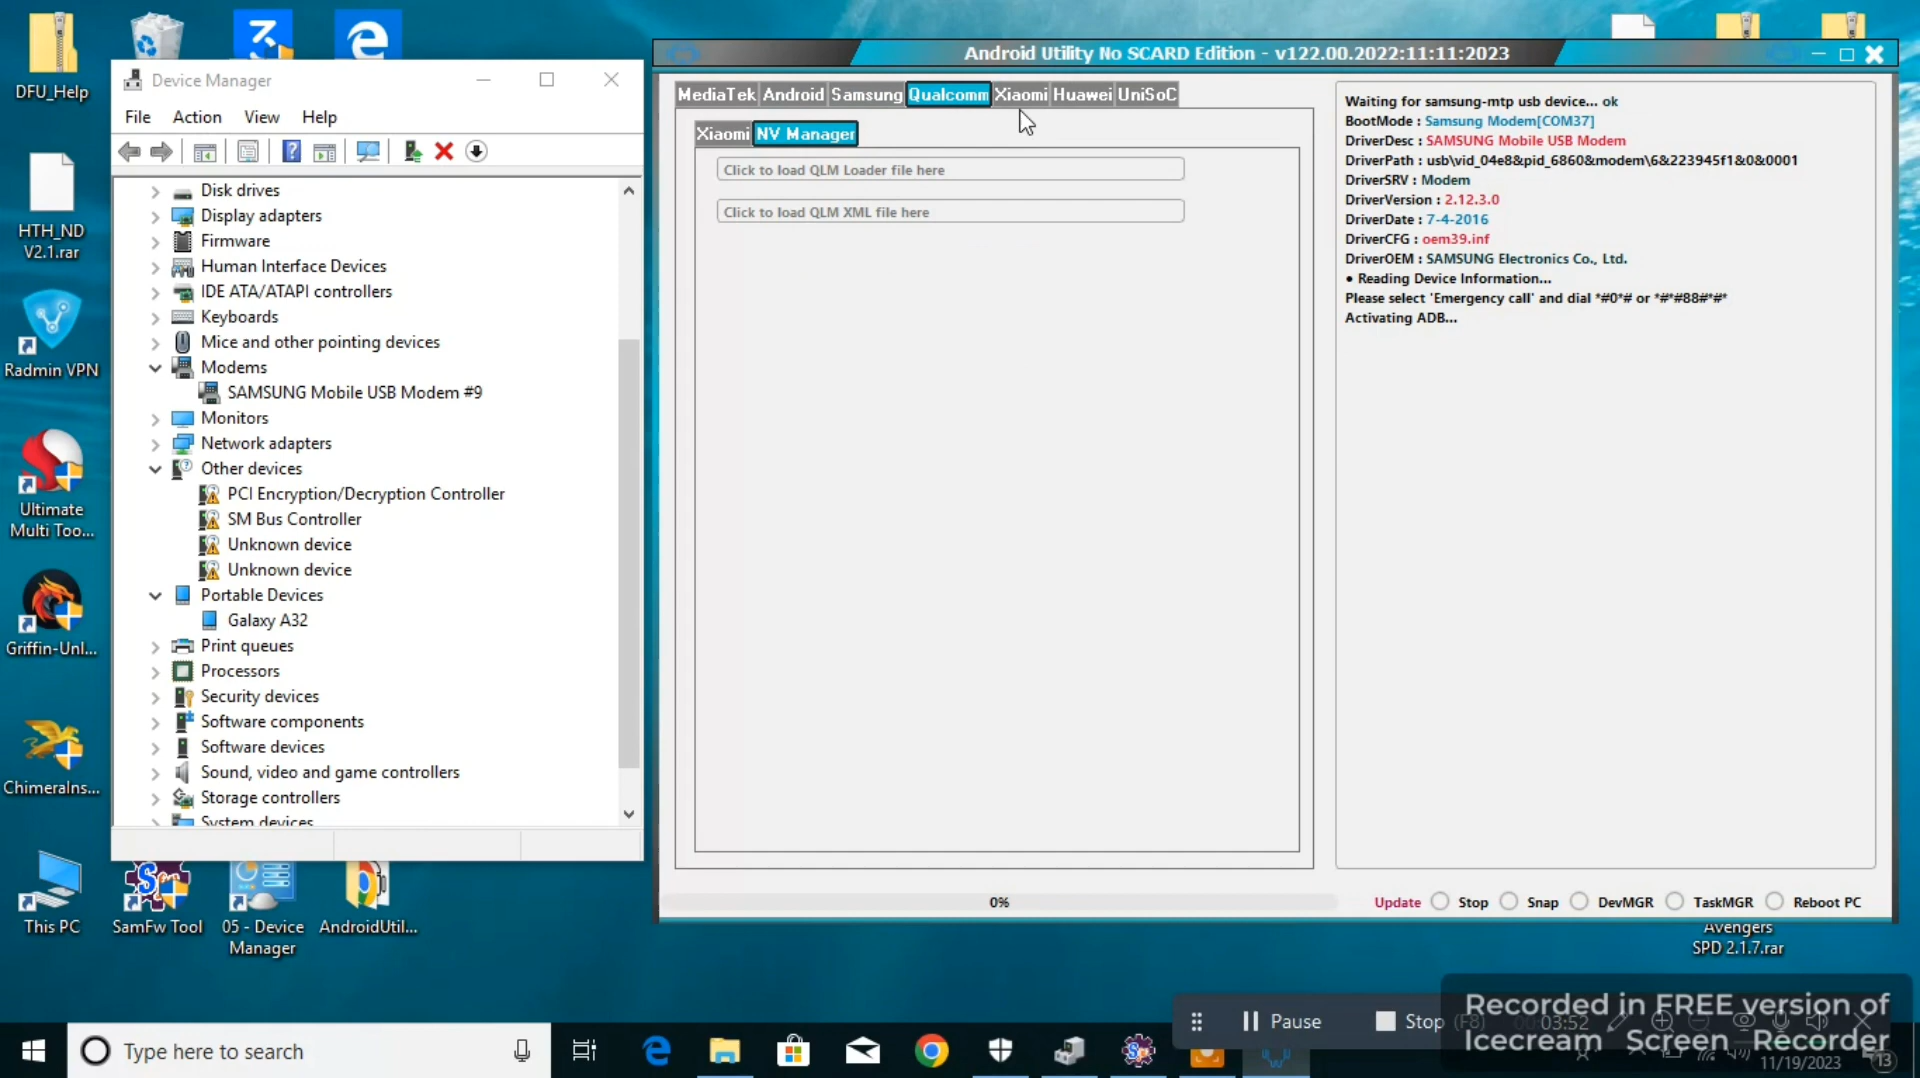 DFU_Help
HTH_ND
V2.1.rar
Radmin VPN
Ultimate
Multi Too...
Griffin-Unl...
ChimeraIns...
This PC
SamFw Tool
05 - Device
Manager
AndroidUtil...
Device Manager
File Action View Help
Disk drives
Display adapters
Firmware
Human Interface Devices
IDE ATA/ATAPI controllers
Keyboards
Mice and other pointing devices
Modems
SAMSUNG Mobile USB Modem #9
Monitors
Network adapters
Other devices
PCI Encryption/Decryption Controller
SM Bus Controller
Unknown device
Unknown device
Portable Devices
Galaxy A32
Print queues
Processors
Security devices
Software components
Software devices
Sound, video and game controllers
Storage controllers
System devices
Android Utility No SCARD Edition - v122.00.2022:11:11:2023
MediaTek Android Samsung Qualcomm Xiaomi Huawei UniSoC
Xiaomi NV Manager
Click to load QLM Loader file here
Click to load QLM XML file here
Waiting for samsung-mtp usb device... ok
BootMode : Samsung Modem[COM37]
DriverDesc : SAMSUNG Mobile USB Modem
DriverPath : usb\vid_04e8&pid_6860&modem\6&223945f1&0&0001
DriverSRV : Modem
DriverVersion : 2.12.3.0
DriverDate : 7-4-2016
DriverCFG : oem39.inf
DriverOEM : SAMSUNG Electronics Co., Ltd.
• Reading Device Information...
Please select 'Emergency call' and dial *#0*# or *#*#88#*#*
Activating ADB...
0%
Update Stop Snap DevMGR TaskMGR Reboot PC
Avengers
SPD 2.1.7.rar
Pause Stop (F8) 00:03:52
Recorded in FREE version of
Icecream Screen Recorder
Type here to search
11/19/2023
13